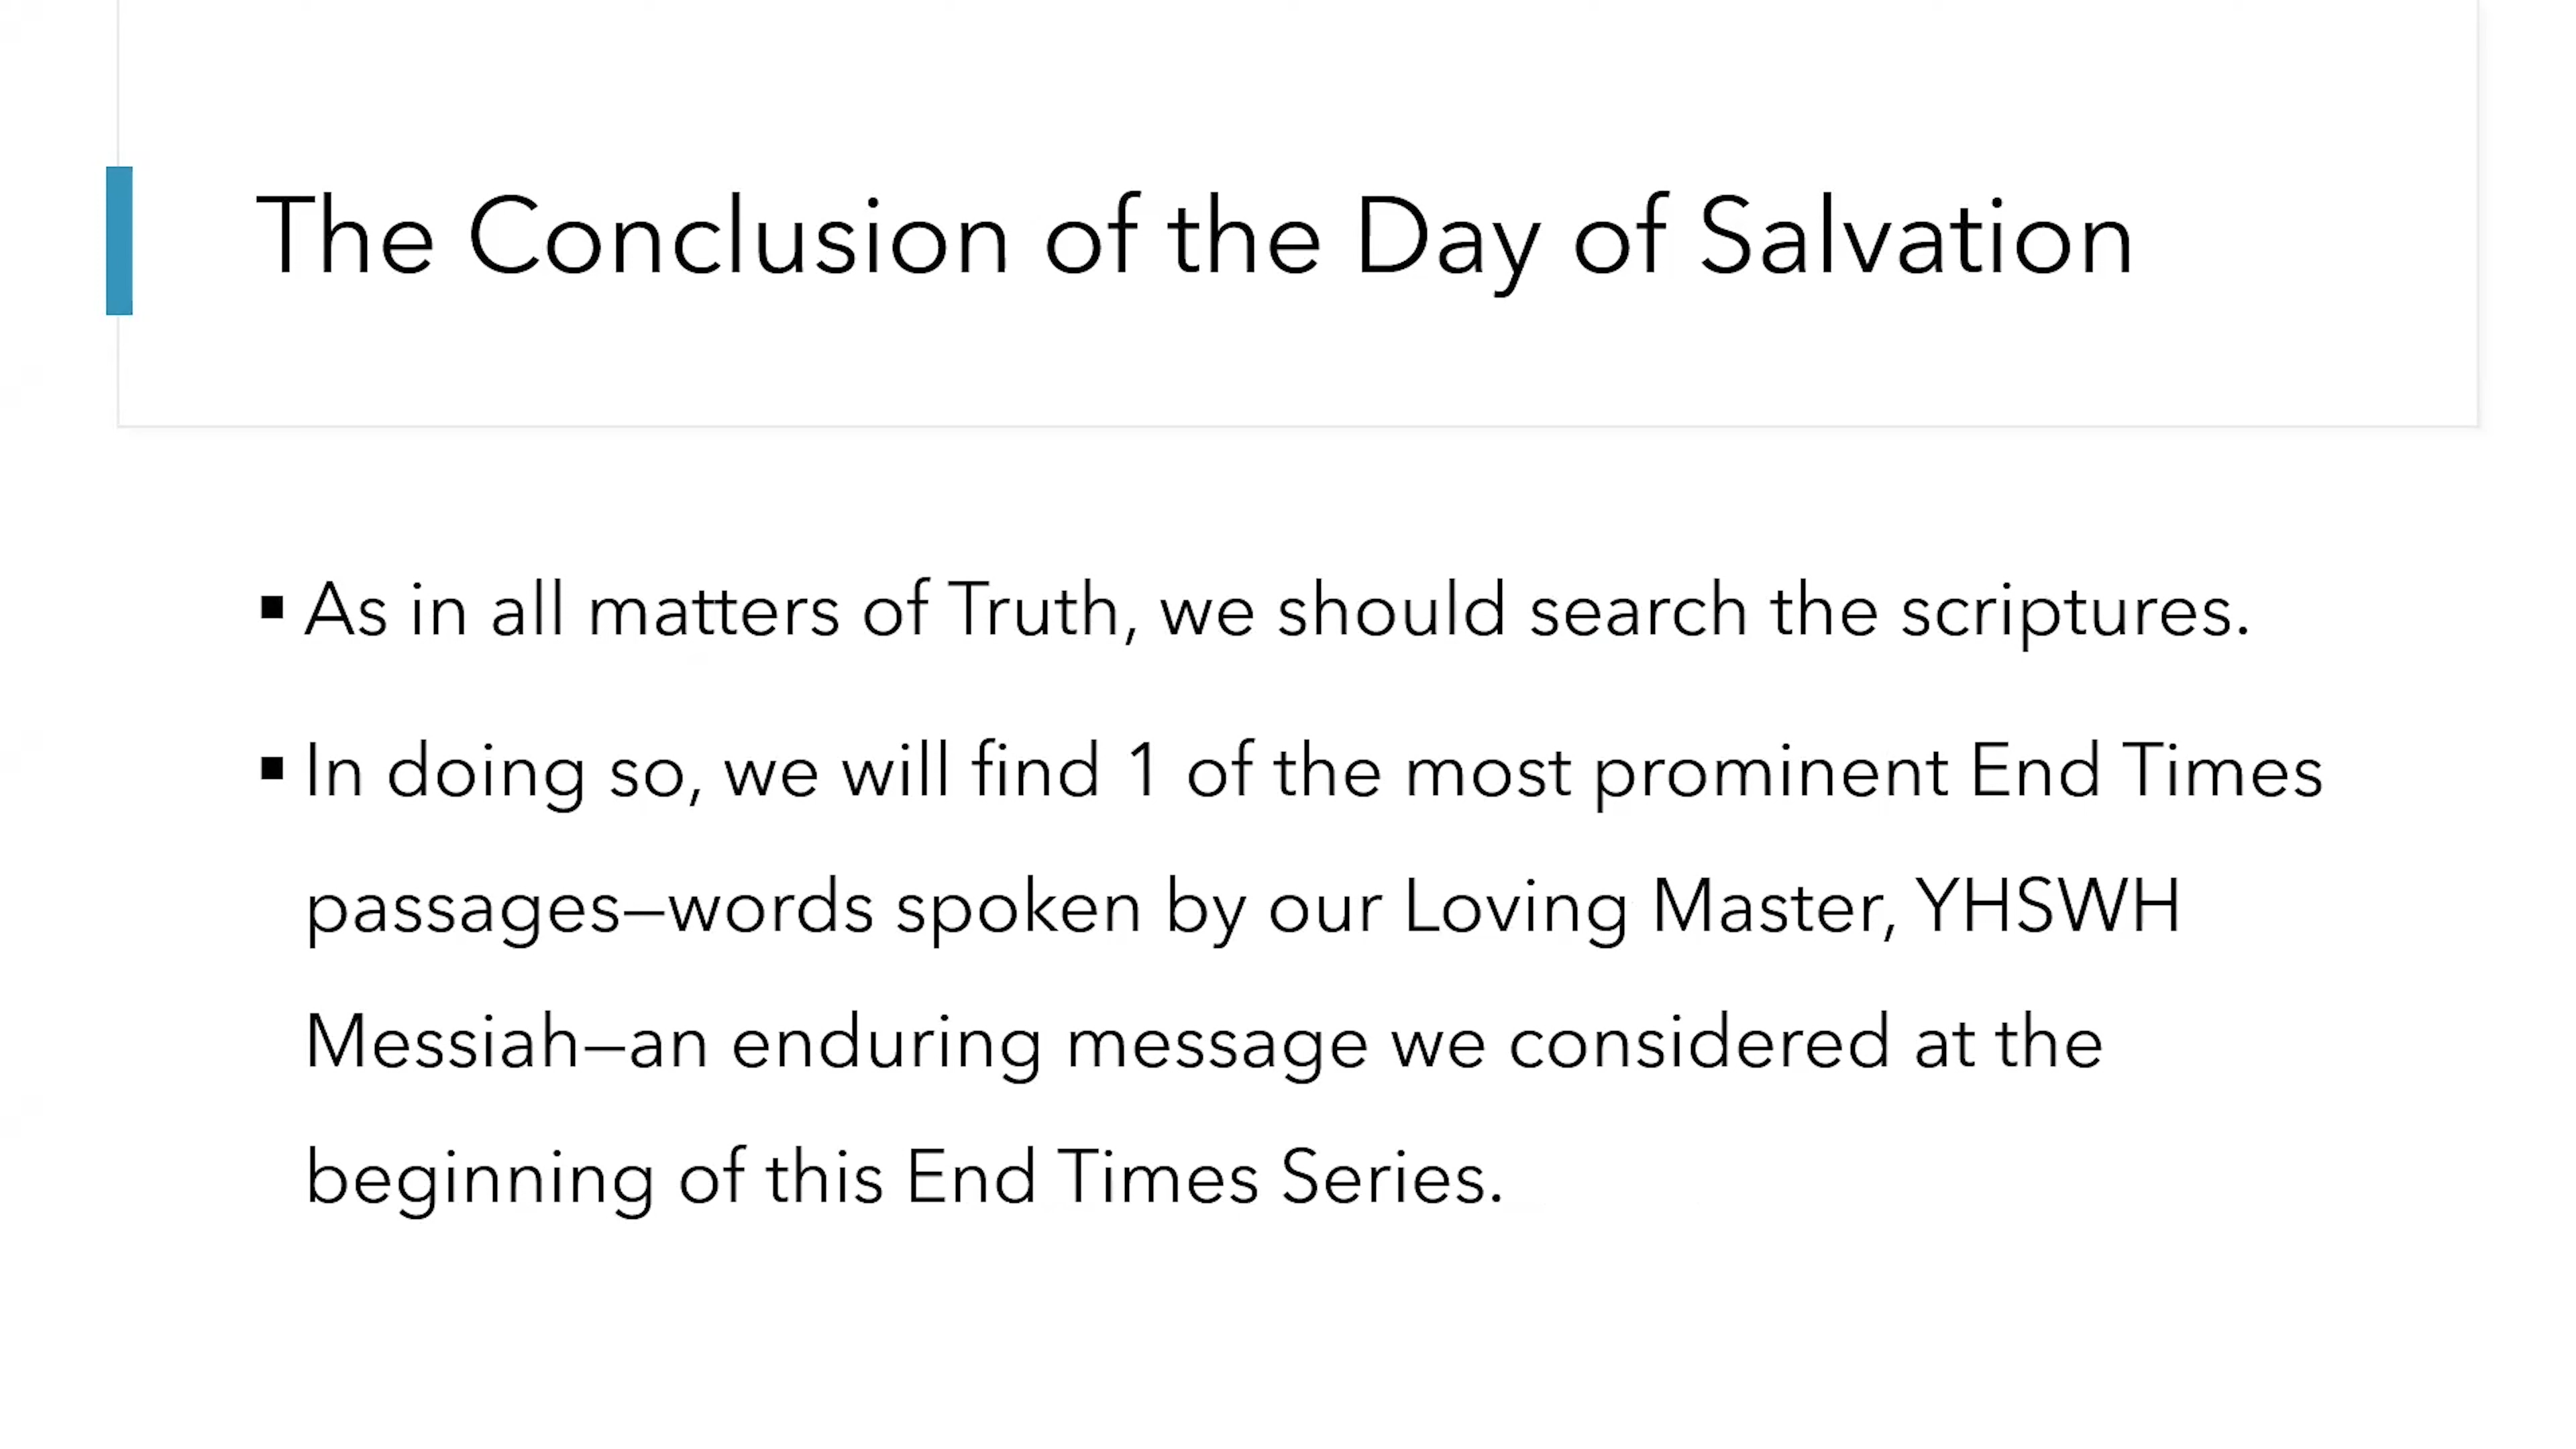 The Conclusion of the Day of Salvation
▪ As in all matters of Truth, we should search the scriptures.
▪ In doing so, we will find 1 of the most prominent End Times
passages—words spoken by our Loving Master, YHSWH
Messiah—an enduring message we considered at the
beginning of this End Times Series.